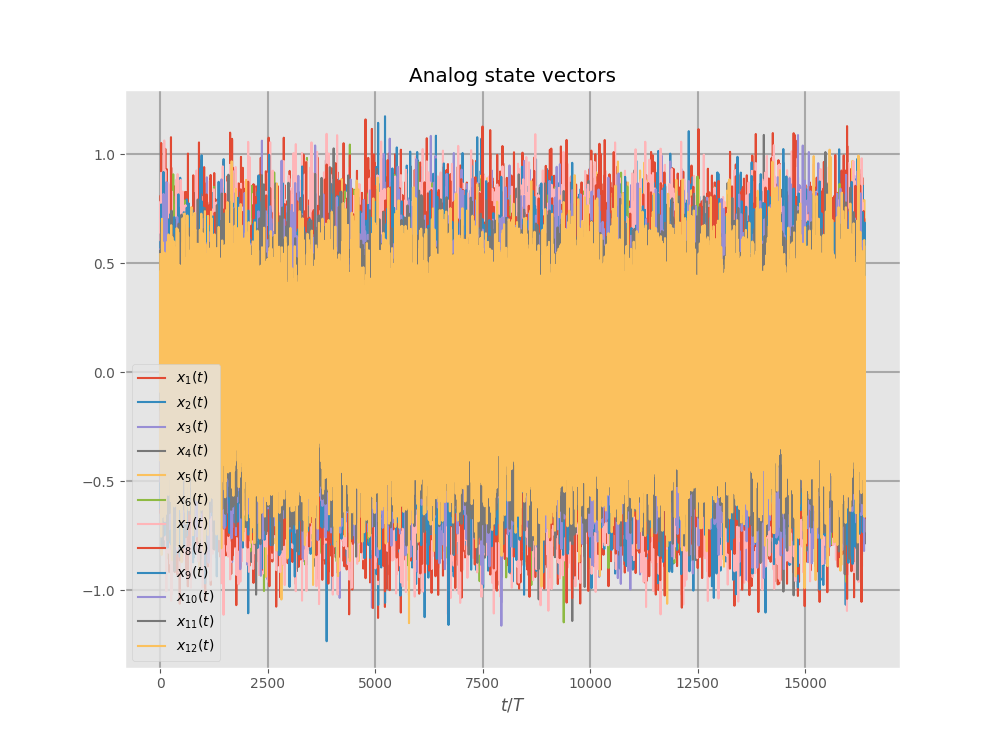 Analog state vectors
1.0
0.5
0.0
−0.5
−1.0
x₁(t)
x₂(t)
x₃(t)
x₄(t)
x₅(t)
x₆(t)
x₇(t)
x₈(t)
x₉(t)
x₁₀(t)
x₁₁(t)
x₁₂(t)
0 2500 5000 7500 10000 12500 15000
t/T